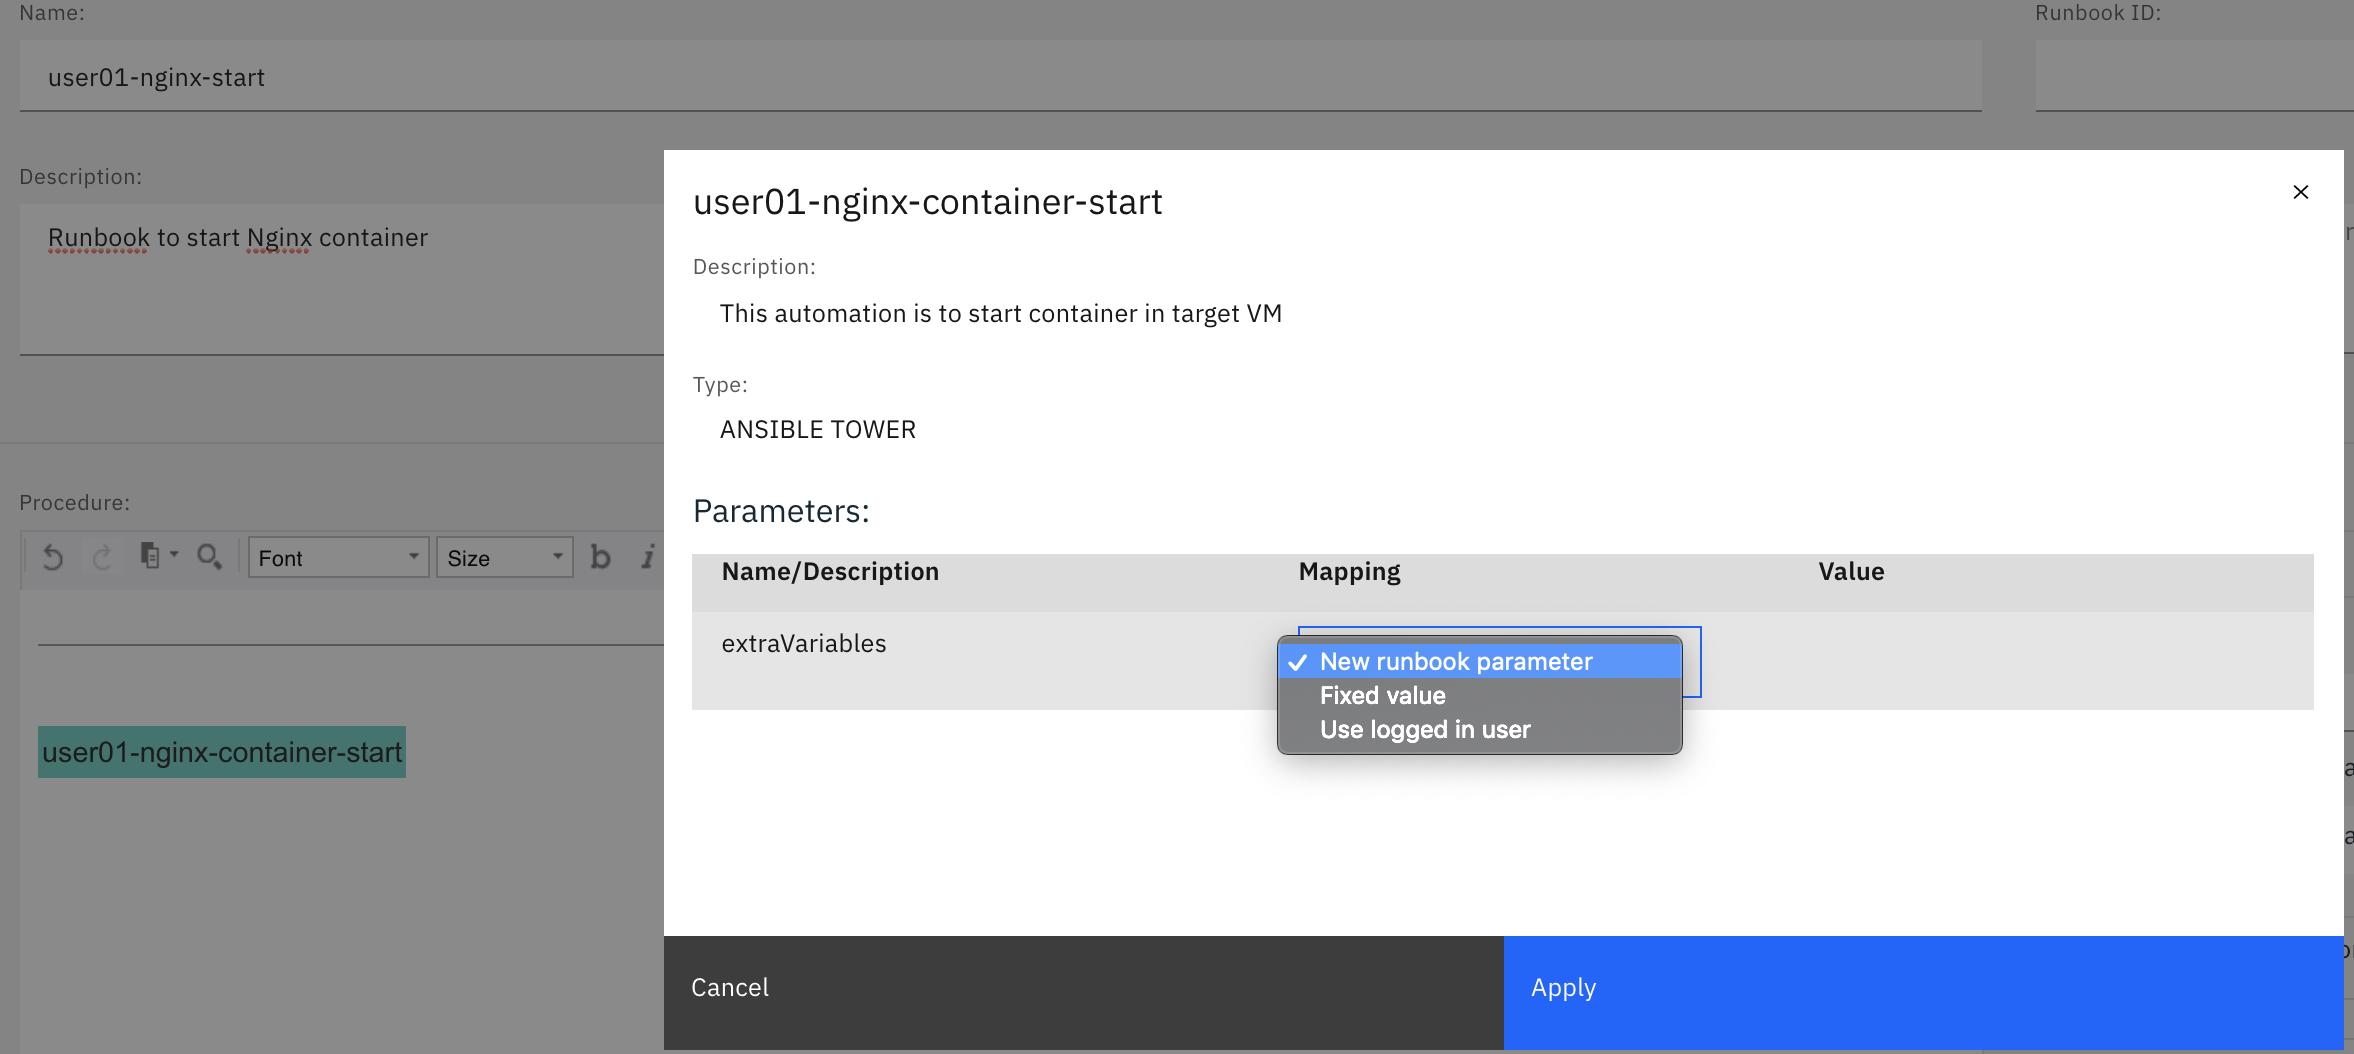 Name:
Runbook ID:
user01-nginx-start
Description:
Runbook to start Nginx container
Procedure:
Font
Size
b
i
user01-nginx-container-start
user01-nginx-container-start
Description:
This automation is to start container in target VM
Type:
ANSIBLE TOWER
Parameters:
Name/Description
Mapping
Value
extraVariables
New runbook parameter
Fixed value
Use logged in user
Cancel
Apply